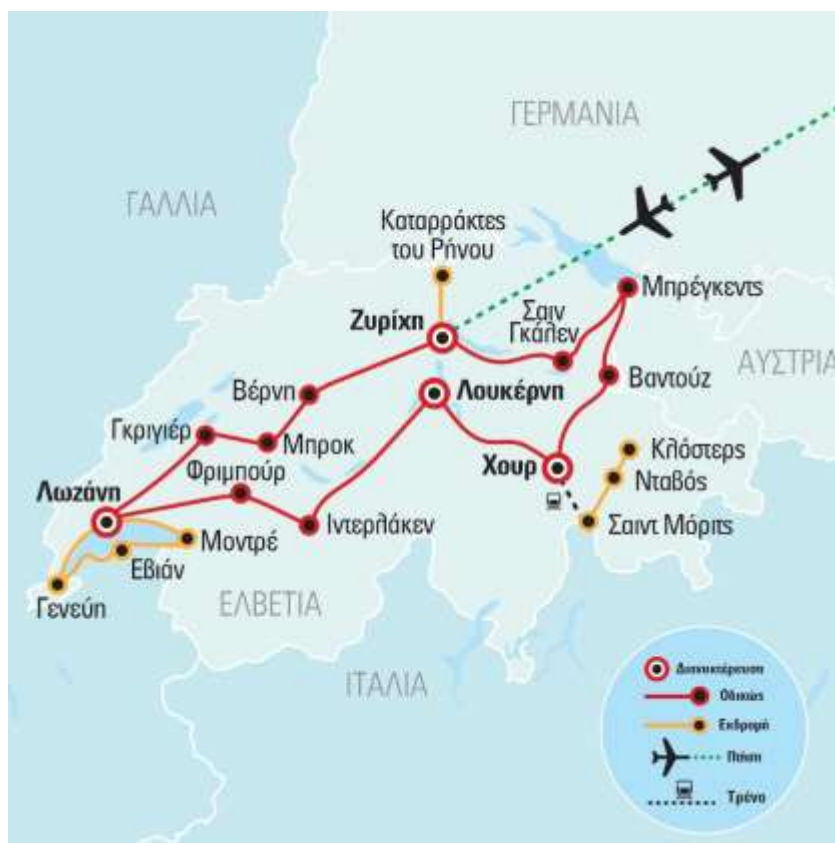 ΓΕΡΜΑΝΙΑ
ΓΑΛΛΙΑ
Καταρράκτες
του Ρήνου
Μπρέγκεντς
Ζυρίχη
Σαιν
Γκάλεν
ΑΥΣΤΡΙΑ
Βαντούζ
Βέρνη
Λουκέρνη
Γκριγιέρ
Μπροκ
Κλόστερς
Φριμπούρ
Χουρ
Νταβός
Λωζάνη
Ιντερλάκεν
Σαιντ Μόριτς
Μοντρέ
Εβιάν
Γενεύη
ΕΛΒΕΤΙΑ
ΙΤΑΛΙΑ
Διανυκτέρευση
Οδικώς
Εκδρομή
Πτήση
Τρένο